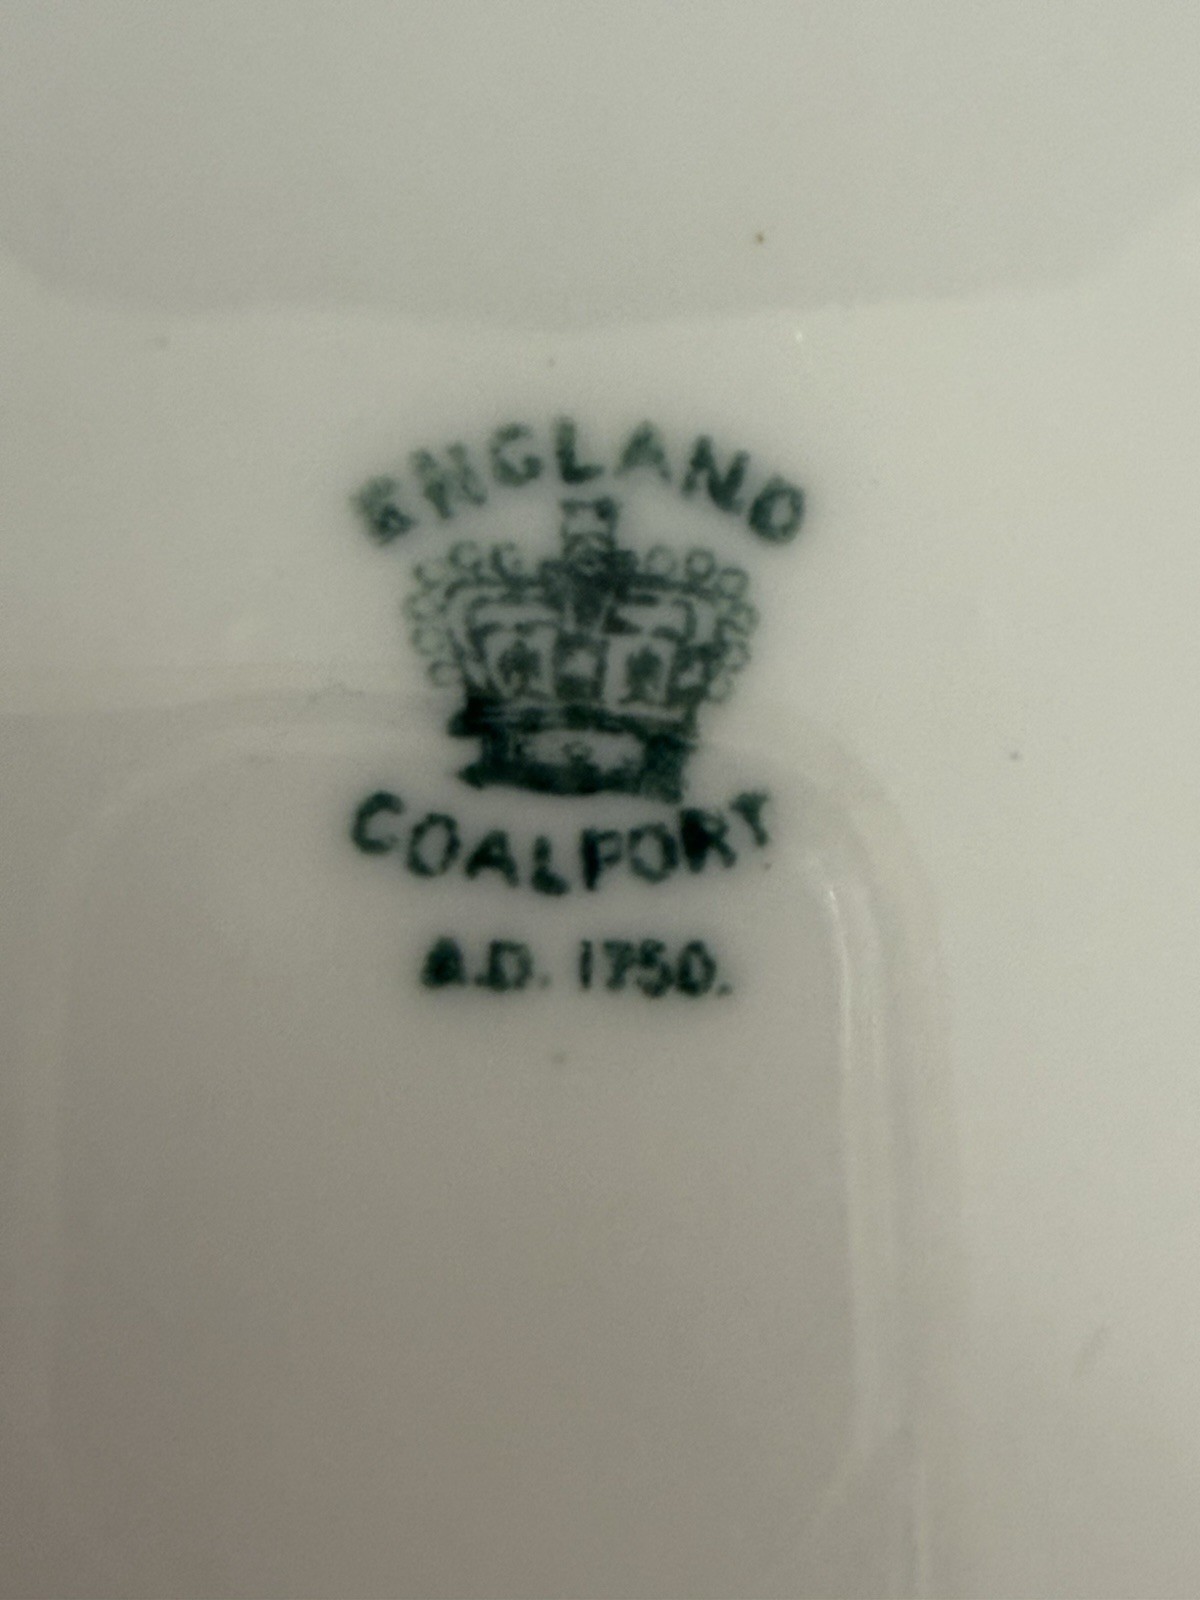 ENGLAND
COALPORT
A.D. 1750.